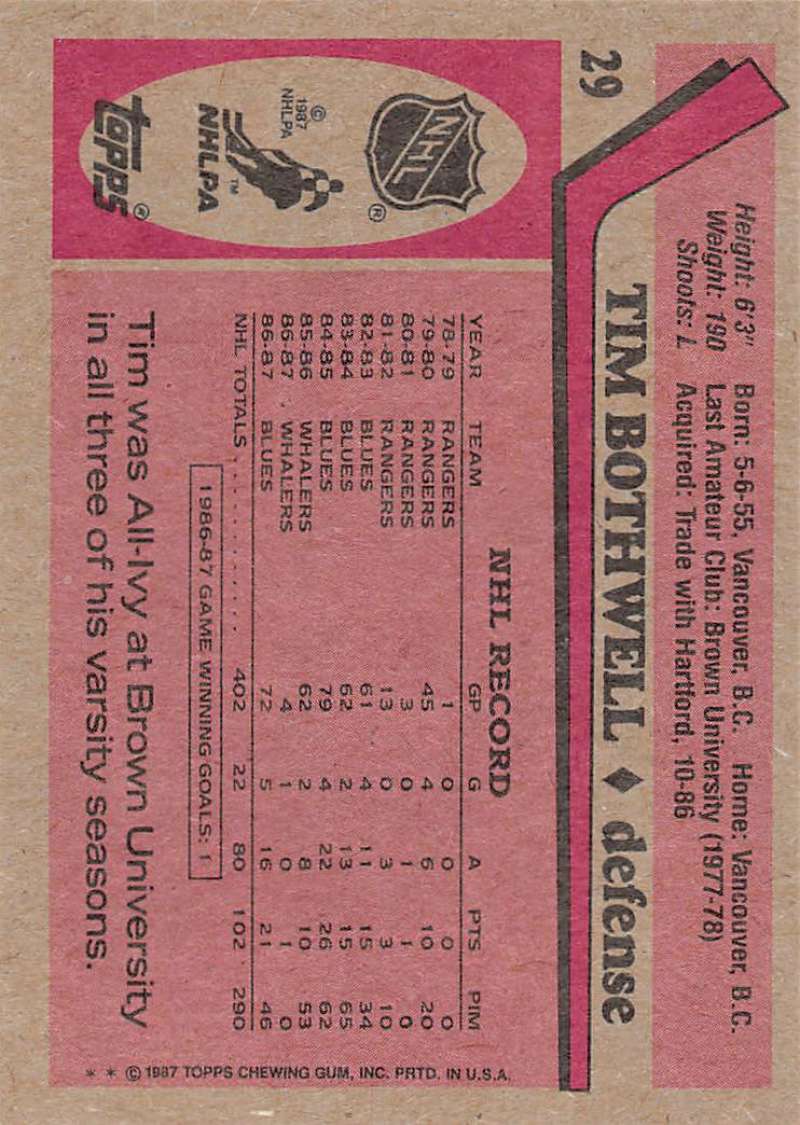 29
Height: 6'3" Born: 5-6-55, Vancouver, B.C. Home: Vancouver, B.C.
Weight: 190 Last Amateur Club: Brown University (1977-78)
Shoots: L Acquired: Trade with Hartford, 10-86
TIM BOTHWELL ♦ defense
NHL
®
© 1987 NHLPA
™
NHLPA
TOPPS®
NHL RECORD
YEAR TEAM GP G A PTS PIM
78-79 RANGERS 1 0 0 0 0
79-80 RANGERS 45 4 6 10 20
80-81 RANGERS 3 0 1 1 0
81-82 RANGERS 13 0 3 3 10
82-83 BLUES 61 4 11 15 34
83-84 BLUES 62 2 13 15 65
84-85 BLUES 79 4 22 26 62
85-86 WHALERS 62 2 8 10 53
86-87 WHALERS 4 1 0 1 0
86-87 BLUES 72 5 16 21 46
NHL TOTALS . . . . . . . . . . 402 22 80 102 290
1986-87 GAME WINNING GOALS: 1
Tim was All-Ivy at Brown University
in all three of his varsity seasons.
* * © 1987 TOPPS CHEWING GUM, INC. PRTD. IN U.S.A.